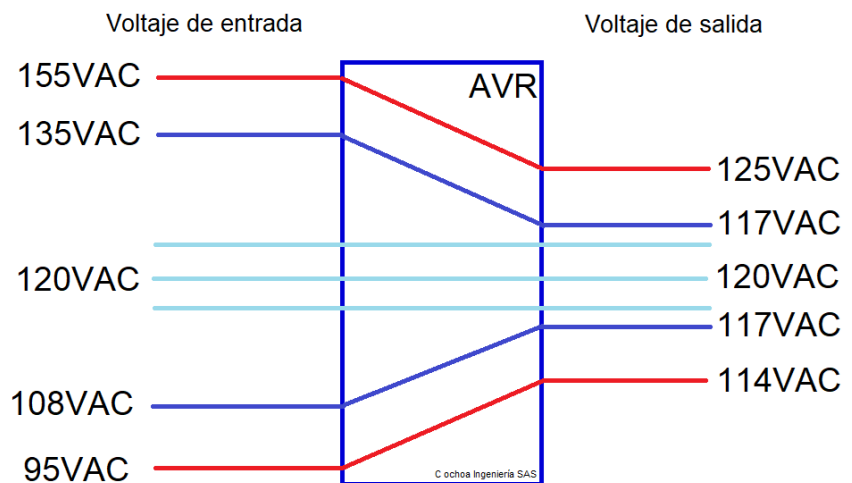 Voltaje de entrada
Voltaje de salida
155VAC
AVR
135VAC
125VAC
117VAC
120VAC
120VAC
117VAC
114VAC
108VAC
95VAC
C ochoa Ingeniería SAS